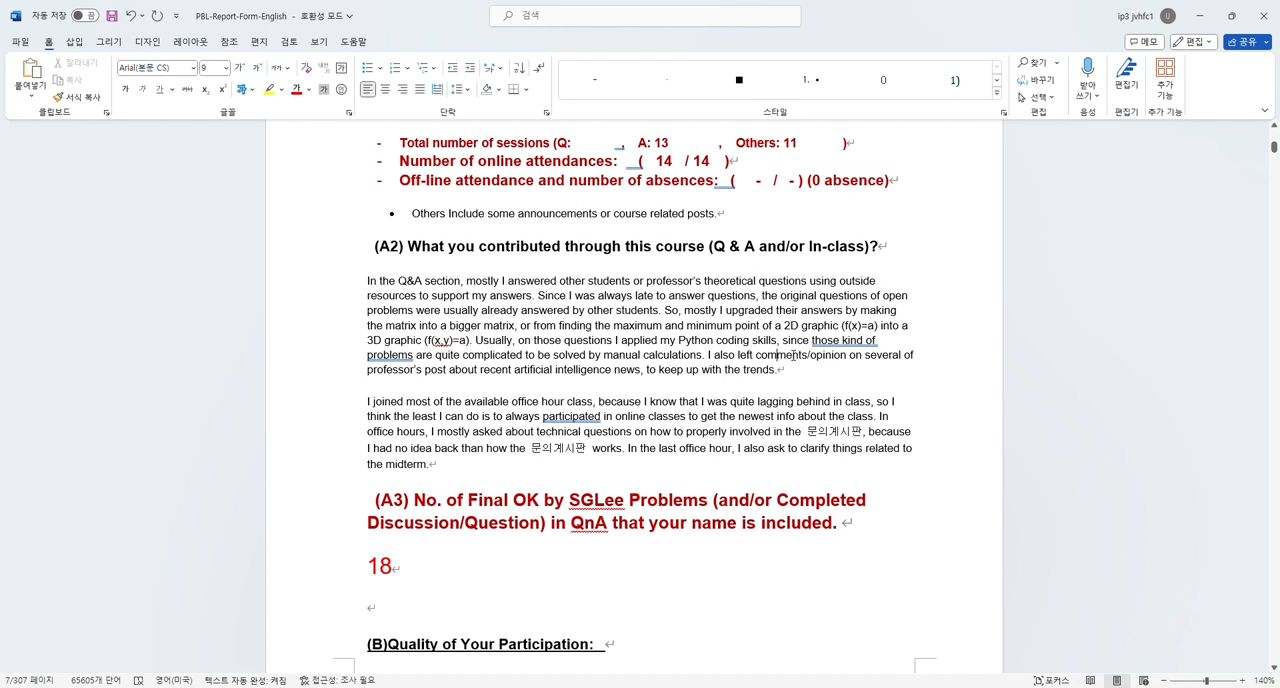 자동 저장 끔 PBL-Report-Form-English - 호환성 모드 검색 ip3 jvhfc1 IJ
파일 홈 삽입 그리기 디자인 레이아웃 참조 편지 검토 보기 도움말 메모 편집 공유
붙여넣기 잘라내기 복사 서식 복사 클립보드
Arial(본문 CS) 9 글꼴
단락
1. • 0 1) 스타일
찾기 바꾸기 선택 편집
받아쓰기 음성
편집기 편집기
추가 기능 추가 기능
- Total number of sessions (Q: , A: 13 , Others: 11 )
- Number of online attendances: ( 14 / 14 )
- Off-line attendance and number of absences: ( - / - ) (0 absence)
• Others Include some announcements or course related posts.
(A2) What you contributed through this course (Q & A and/or In-class)?
In the Q&A section, mostly I answered other students or professor's theoretical questions using outside
resources to support my answers. Since I was always late to answer questions, the original questions of open
problems were usually already answered by other students. So, mostly I upgraded their answers by making
the matrix into a bigger matrix, or from finding the maximum and minimum point of a 2D graphic (f(x)=a) into a
3D graphic (f(x,y)=a). Usually, on those questions I applied my Python coding skills, since those kind of
problems are quite complicated to be solved by manual calculations. I also left comments/opinion on several of
professor's post about recent artificial intelligence news, to keep up with the trends.
I joined most of the available office hour class, because I know that I was quite lagging behind in class, so I
think the least I can do is to always participated in online classes to get the newest info about the class. In
office hours, I mostly asked about technical questions on how to properly involved in the 문의계시판, because
I had no idea back than how the 문의게시판 works. In the last office hour, I also ask to clarify things related to
the midterm.
(A3) No. of Final OK by SGLee Problems (and/or Completed
Discussion/Question) in QnA that your name is included.
18
(B)Quality of Your Participation:
7/307 페이지 65605개 단어 영어(미국) 텍스트 자동 완성: 켜짐 접근성: 조사 필요 포커스 140%